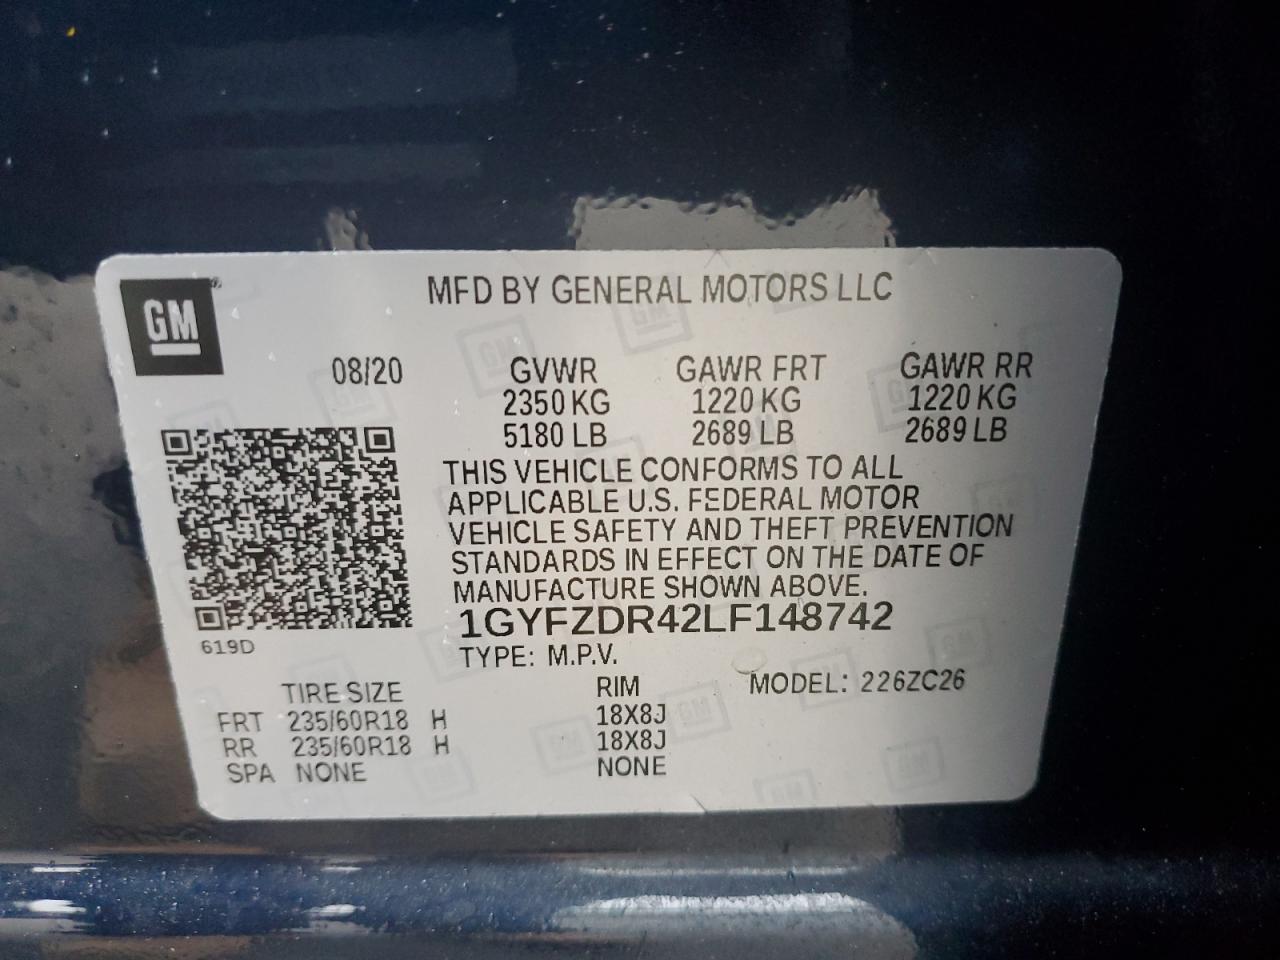 GM
MFD BY GENERAL MOTORS LLC
08/20 GVWR GAWR FRT GAWR RR
2350 KG 1220 KG 1220 KG
5180 LB 2689 LB 2689 LB
THIS VEHICLE CONFORMS TO ALL
APPLICABLE U.S. FEDERAL MOTOR
VEHICLE SAFETY AND THEFT PREVENTION
STANDARDS IN EFFECT ON THE DATE OF
MANUFACTURE SHOWN ABOVE.
1GYFZDR42LF148742
619D
TYPE: M.P.V.
TIRE SIZE RIM MODEL: 226ZC26
FRT 235/60R18 H 18X8J
RR 235/60R18 H 18X8J
SPA NONE NONE